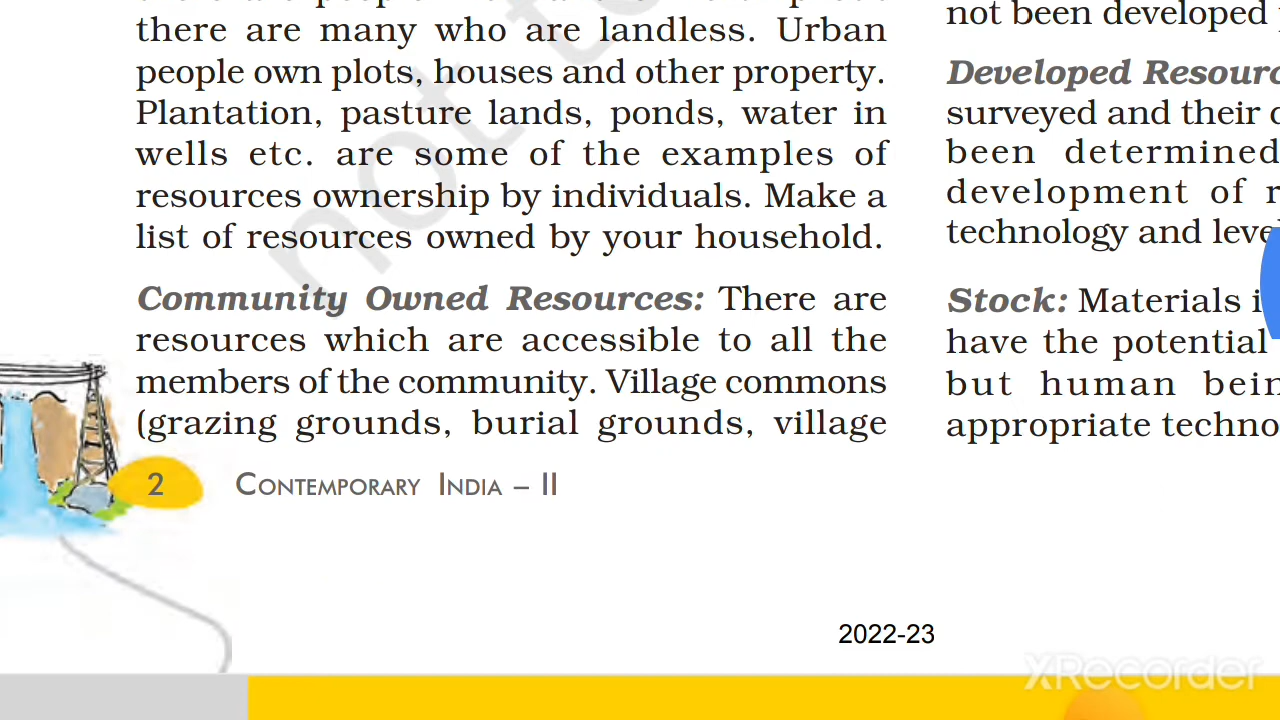 there are many who are landless. Urban
people own plots, houses and other property.
Plantation, pasture lands, ponds, water in
wells etc. are some of the examples of
resources ownership by individuals. Make a
list of resources owned by your household.
Community Owned Resources: There are
resources which are accessible to all the
members of the community. Village commons
(grazing grounds, burial grounds, village
2 Contemporary India – II
not been developed
Developed
surveyed and their
been determined
development of
technology and
Stock: Materials
have the potential
but human
appropriate
not
2022-23
XRecorder